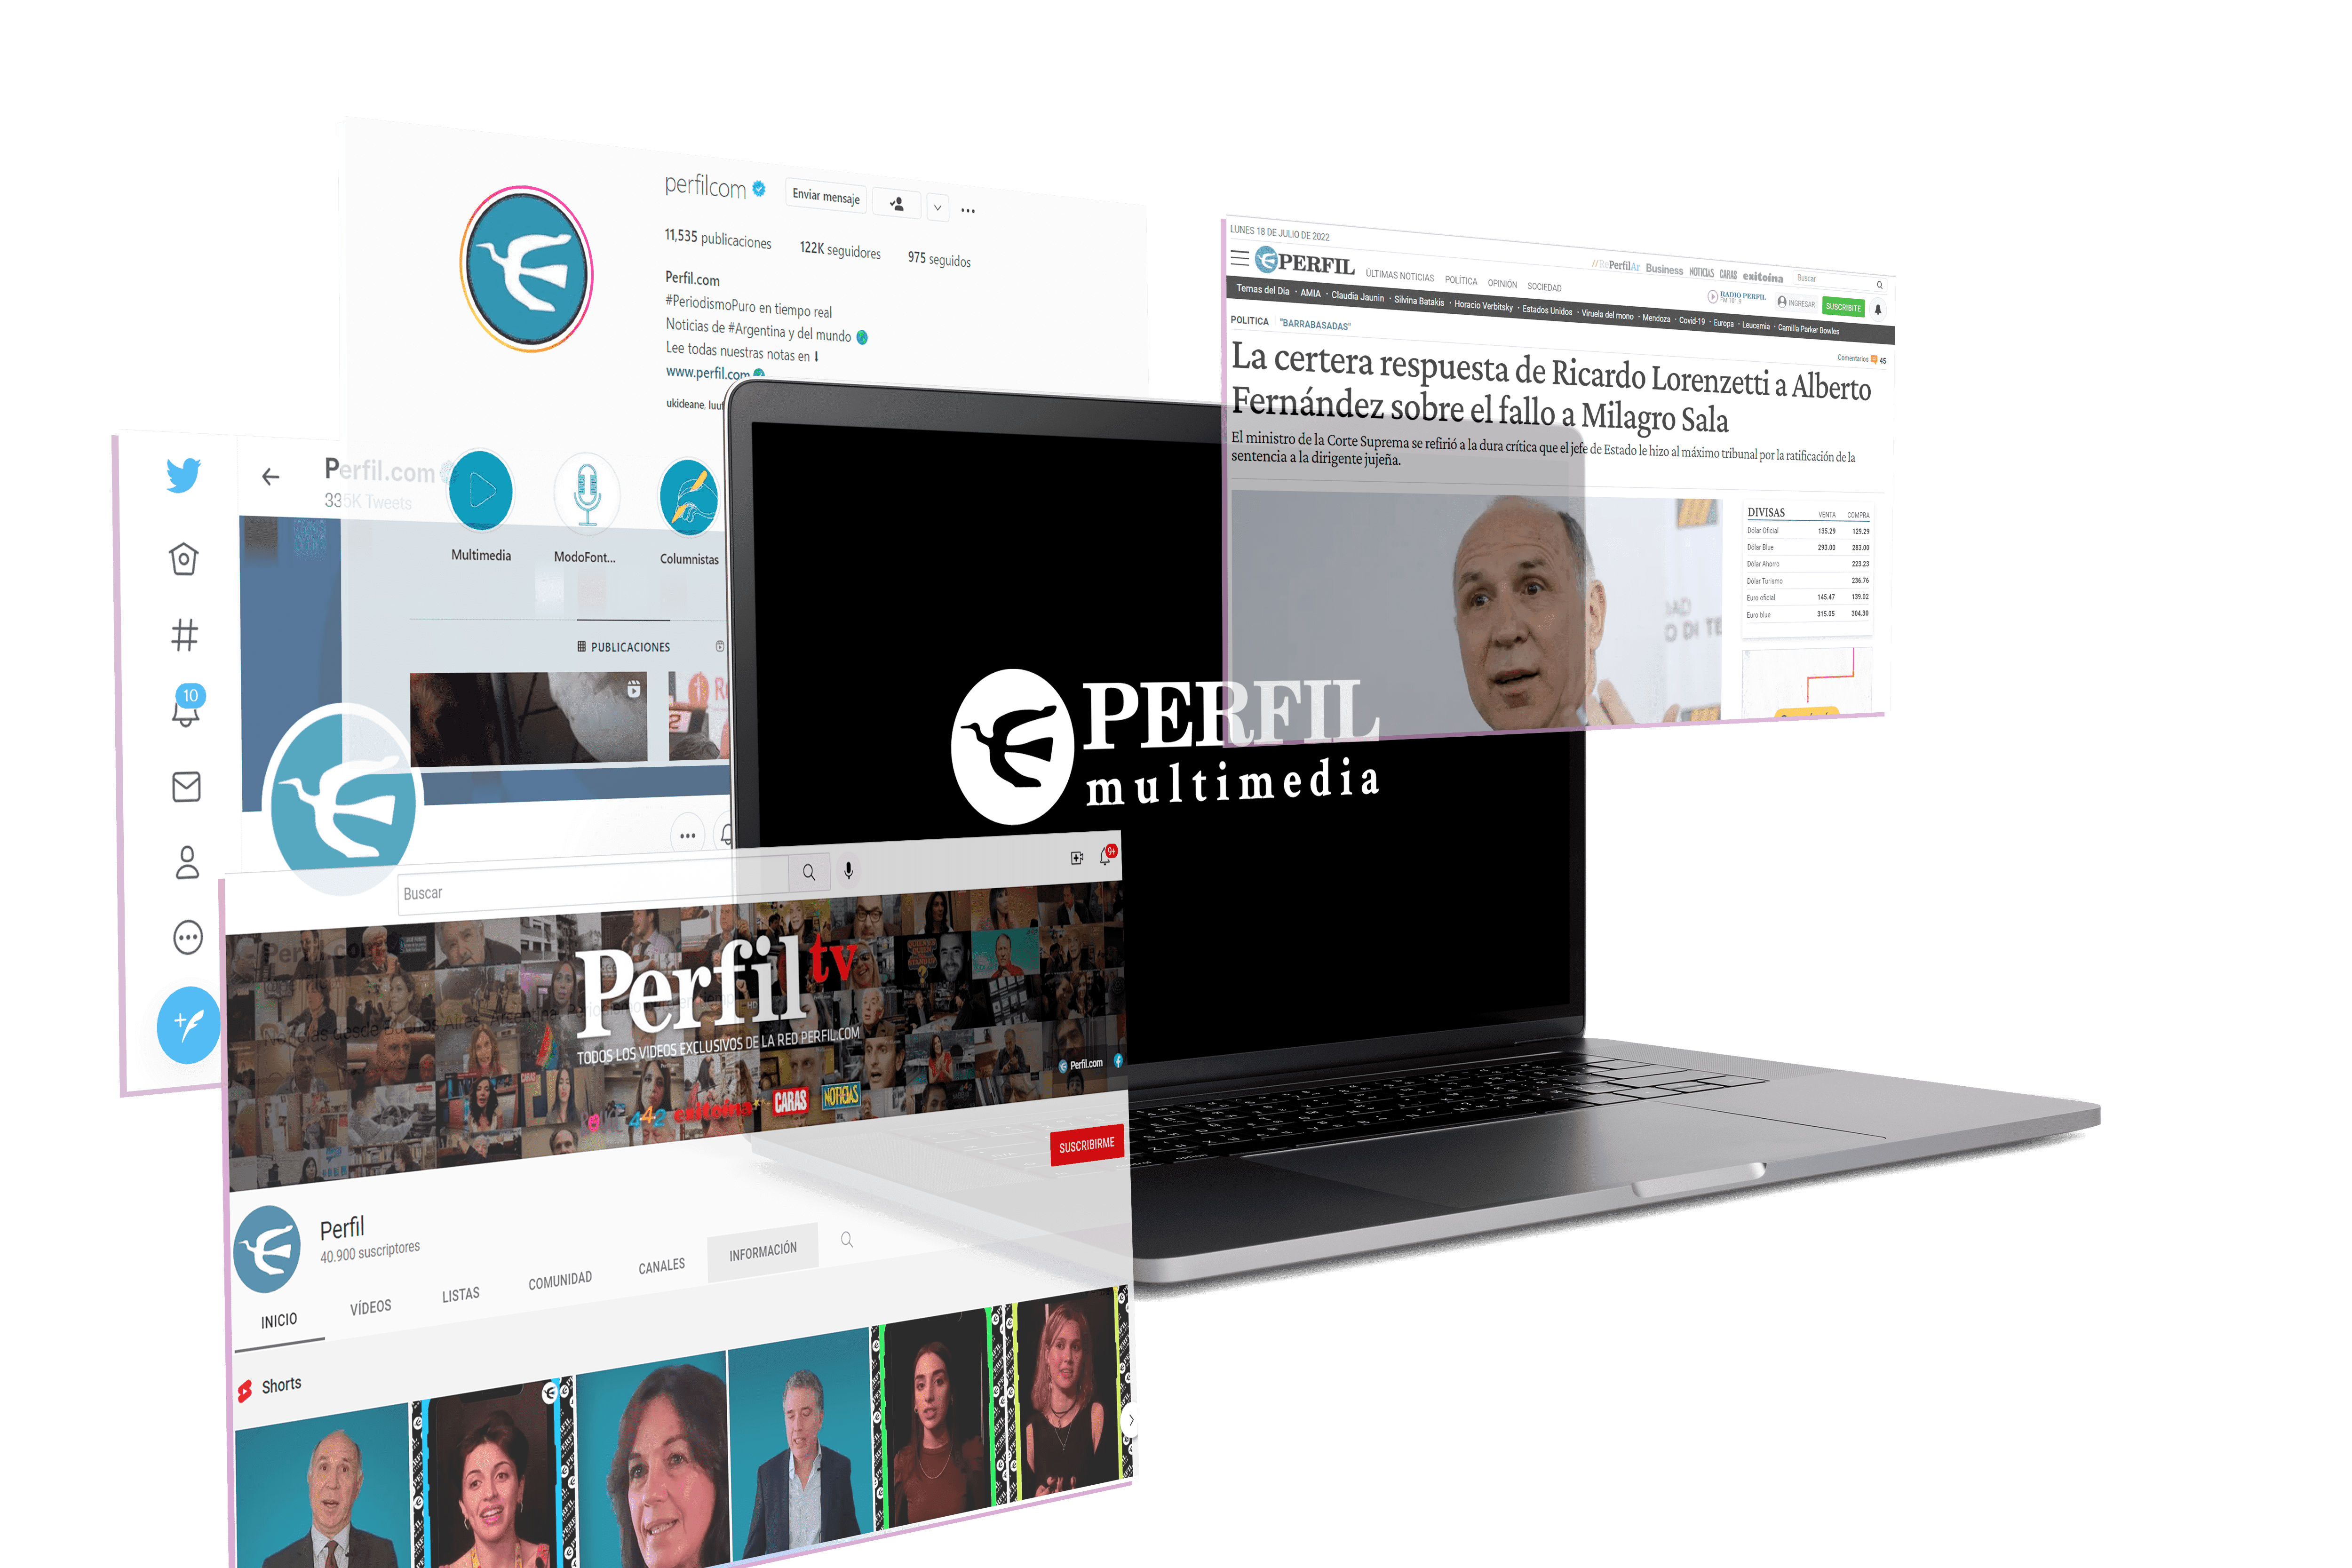 perfilcom
Enviar mensaje
11,535 publicaciones 122K seguidores 975 seguidos
Perfil.com
#PeriodismoPuro en tiempo real
Noticias de #Argentina y del mundo
Lee todas nuestras notas en
www.perfil.com
ukideane,
Multimedia ModoFont... Columnistas
PUBLICACIONES
Perfil.com
335K Tweets
10
LUNES 18 DE JULIO DE 2022
PERFIL
ÚLTIMAS NOTICIAS POLÍTICA OPINIÓN SOCIEDAD
RePerfilAr Business NOTICIAS CARAS exitoína Buscar
RADIO PERFIL
FM 101.9
INGRESAR
SUSCRIBITE
Temas del Día · AMIA · Claudia Jaunin · Silvina Batakis · Horacio Verbitsky · Estados Unidos · Viruela del mono · Mendoza · Covid-19 · Europa · Leucemia · Camilla Parker Bowles
POLITICA "BARRABASADAS"
Comentarios 45
La certera respuesta de Ricardo Lorenzetti a Alberto
Fernández sobre el fallo a Milagro Sala
El ministro de la Corte Suprema se refirió a la dura crítica que el jefe de Estado le hizo al máximo tribunal por la ratificación de la
sentencia a la dirigente jujeña.
DIVISAS VENTA COMPRA
Dólar Oficial 135.29 129.29
Dólar Blue 293.00 283.00
Dólar Ahorro 223.23
Dólar Turismo 236.76
Euro oficial 145.47 139.02
Euro blue 315.05 304.30
PERFIL
multimedia
Buscar
9+
Perfil tv
TODOS LOS VIDEOS EXCLUSIVOS DE LA RED PERFIL.COM
Perfil.com
442 exitoína CARAS NOTICIAS
SUSCRIBIRME
Perfil
40.900 suscriptores
INICIO VÍDEOS LISTAS COMUNIDAD CANALES INFORMACIÓN
Shorts